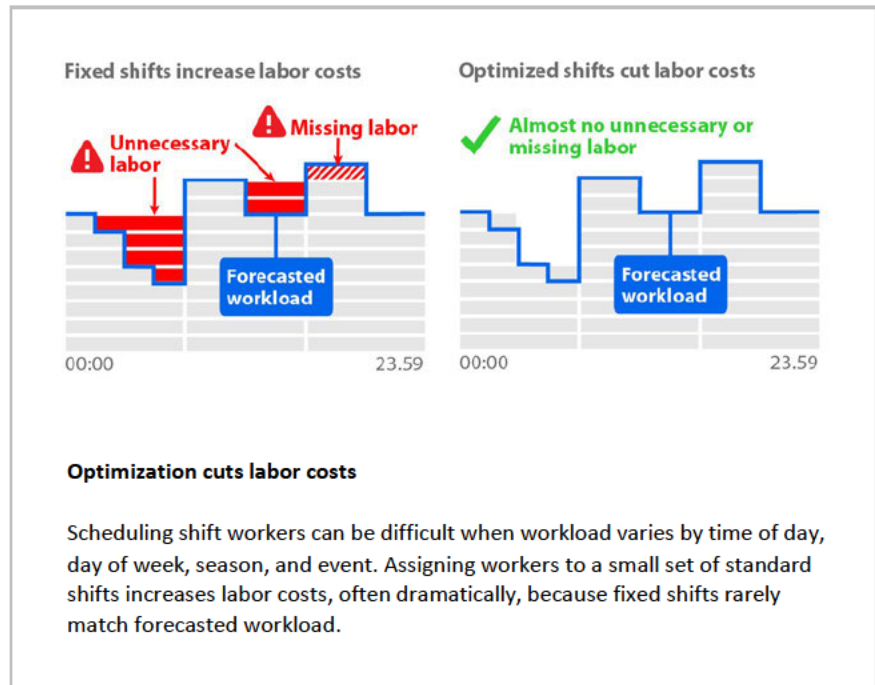 Fixed shifts increase labor costs
Unnecessary
labor
Missing labor
Forecasted
workload
00:00
23.59
Optimized shifts cut labor costs
Almost no unnecessary or
missing labor
Forecasted
workload
00:00
23.59
Optimization cuts labor costs
Scheduling shift workers can be difficult when workload varies by time of day,
day of week, season, and event. Assigning workers to a small set of standard
shifts increases labor costs, often dramatically, because fixed shifts rarely
match forecasted workload.